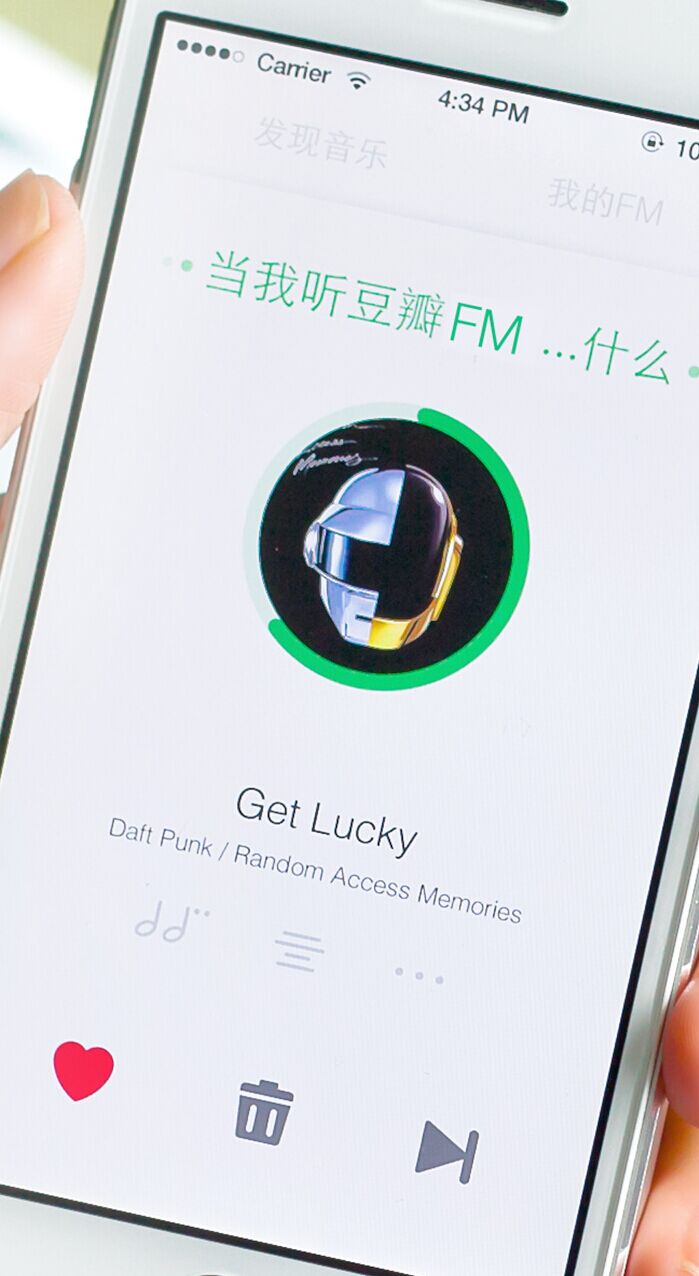 Carrier 4:34 PM 10
发现音乐 我的FM
当我听豆瓣FM ...什么
Memories
Get Lucky
Daft Punk / Random Access Memories